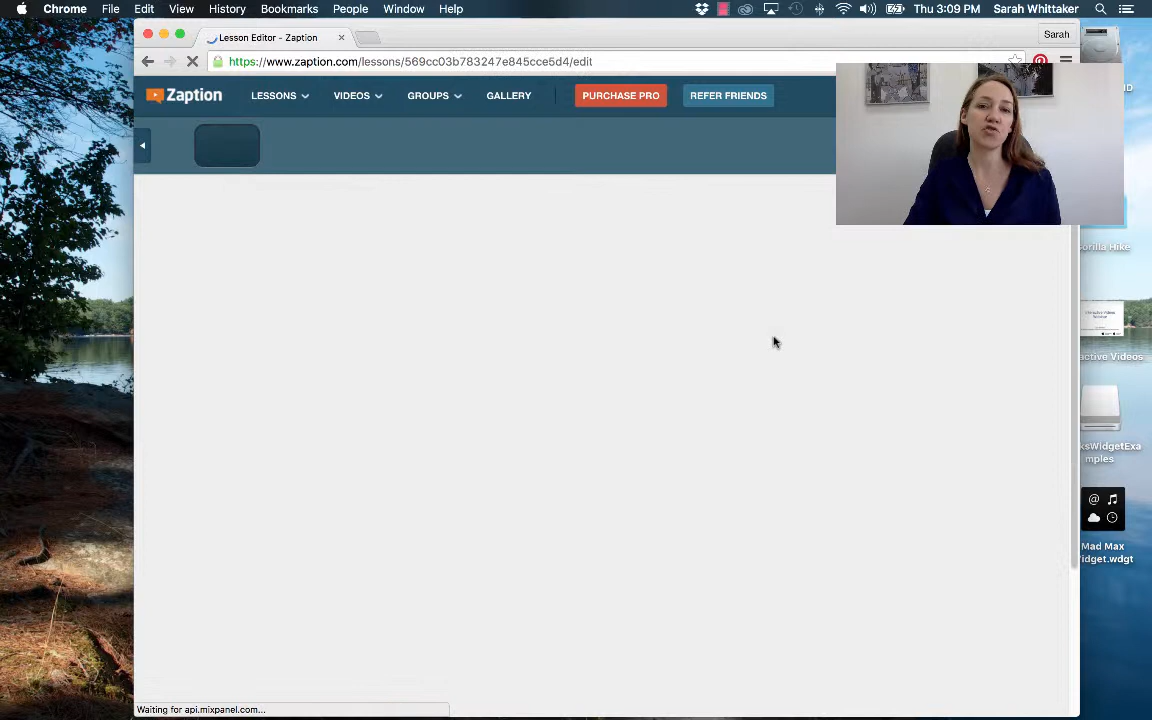 Chrome File Edit View History Bookmarks People Window Help Thu 3:09 PM Sarah Whittaker
Lesson Editor - Zaption Sarah
https://www.zaption.com/lessons/569cc03b783247e845cce5d4/edit
Zaption LESSONS VIDEOS GROUPS GALLERY PURCHASE PRO REFER FRIENDS
orilla Hike
active Videos
ksWidgetExa
mples
Mad Max
idget.wdgt
Waiting for api.mixpanel.com...